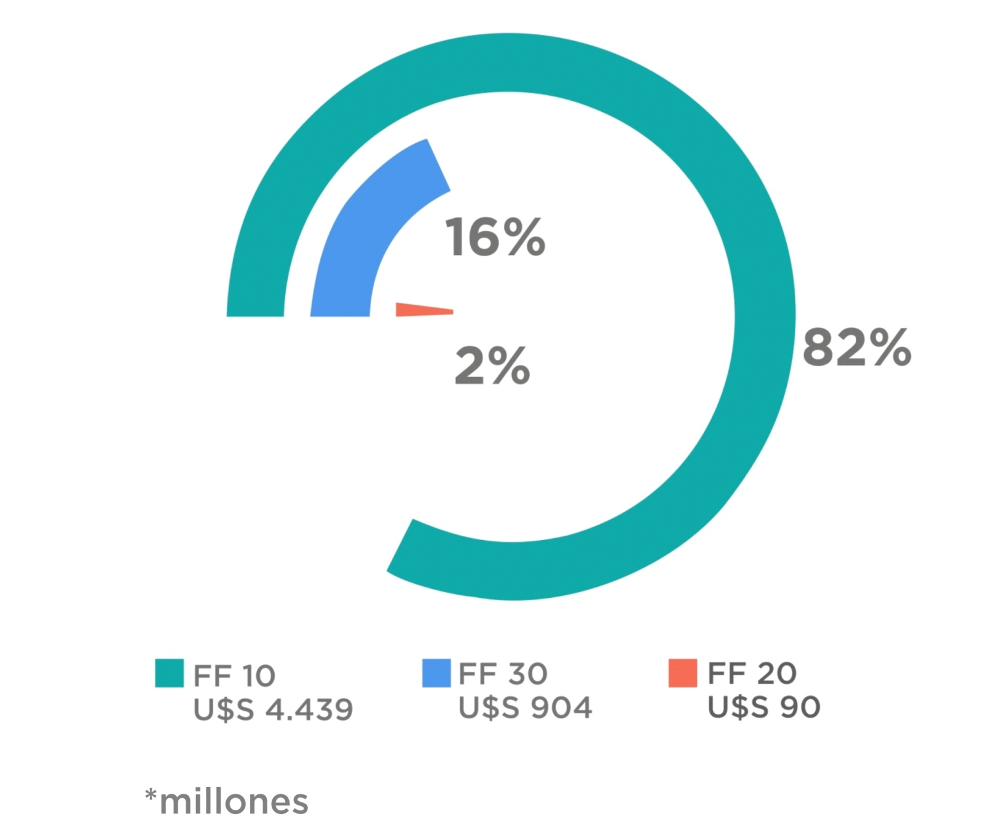 16%
2%
82%
FF 10
U$S 4.439
FF 30
U$S 904
FF 20
U$S 90
*millones